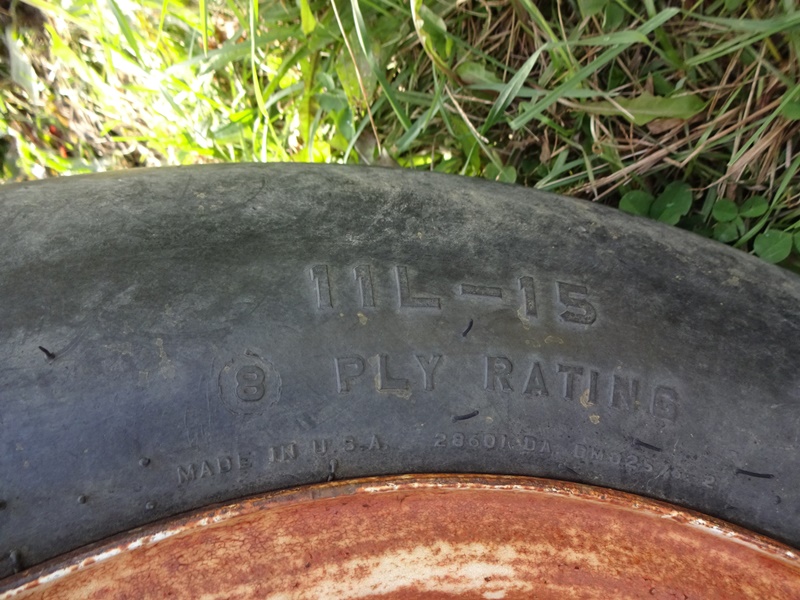 11L-15
8 PLY RATING
MADE IN U.S.A.